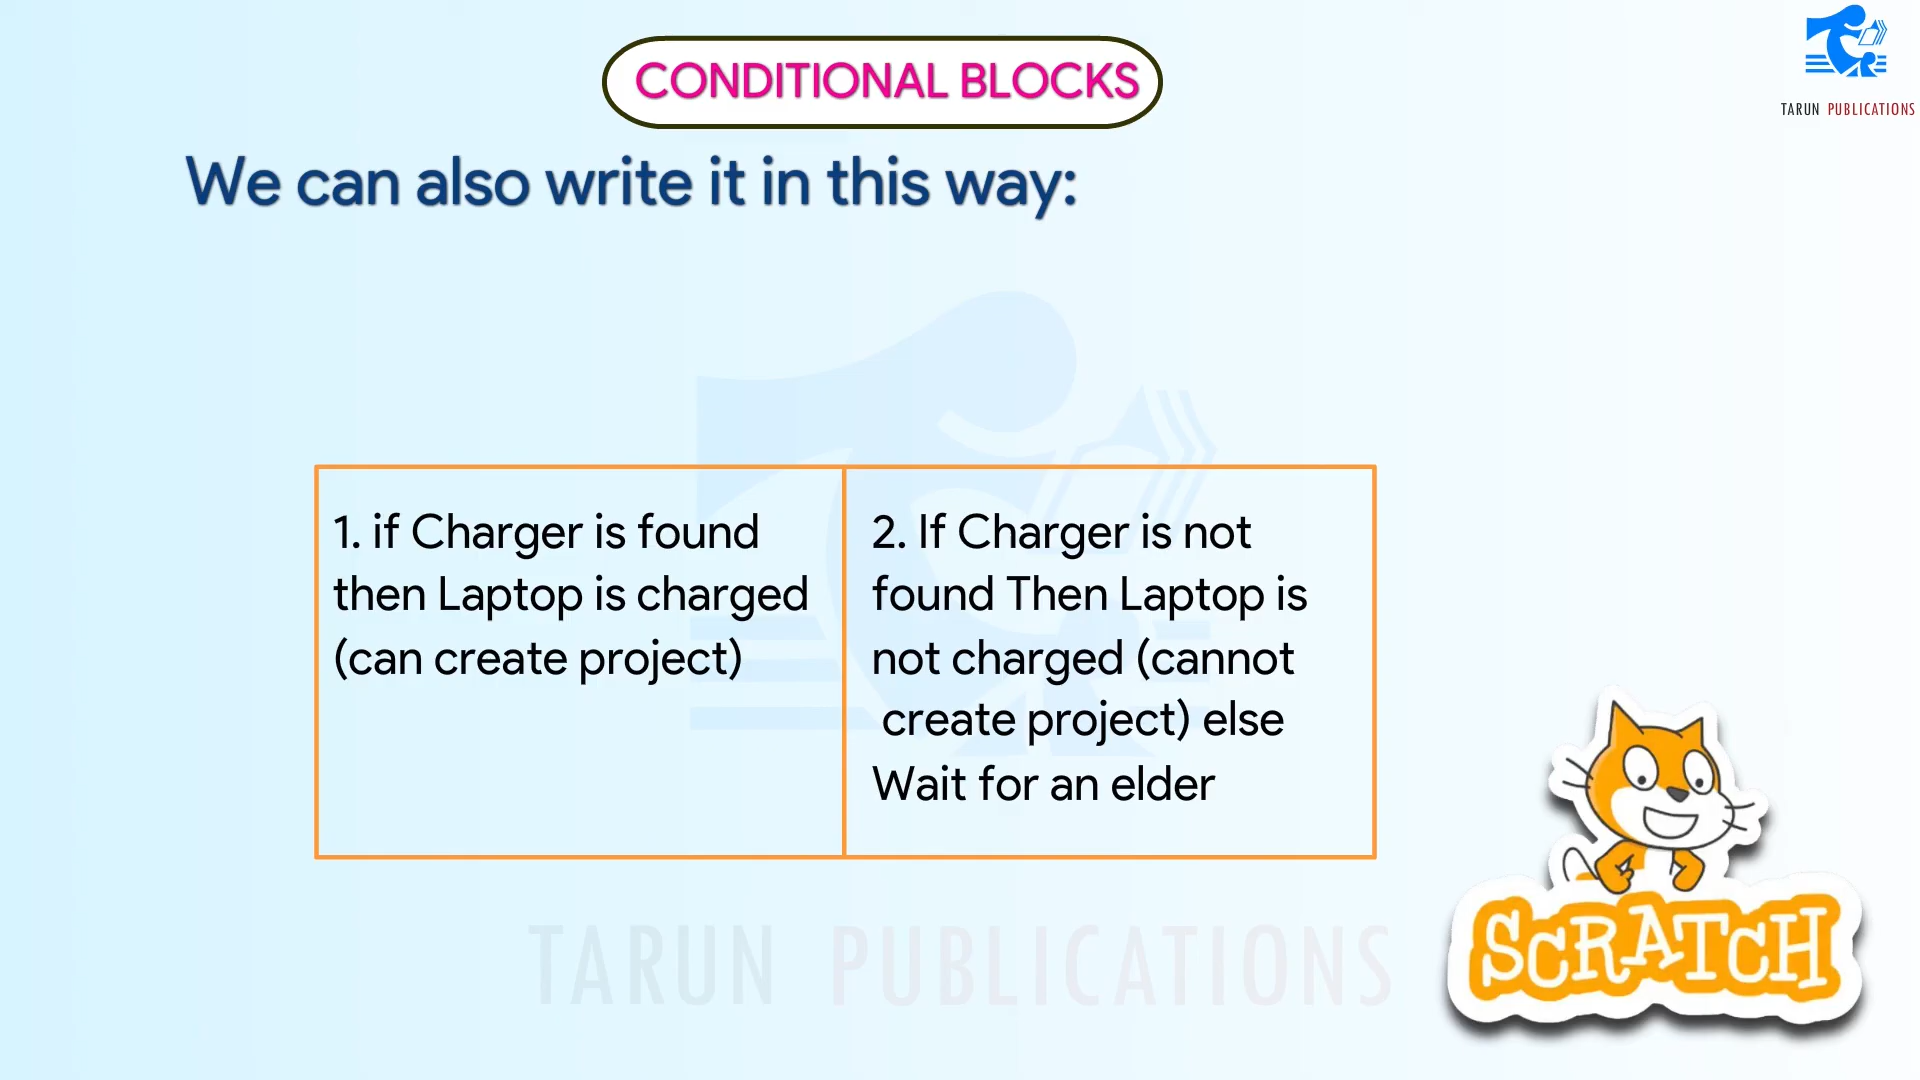 CONDITIONAL BLOCKS
TARUN PUBLICATIONS
We can also write it in this way:
1. if Charger is found
then Laptop is charged
(can create project)
2. If Charger is not
found Then Laptop is
not charged (cannot
create project) else
Wait for an elder
SCRATCH
TARUN PUBLICATIONS